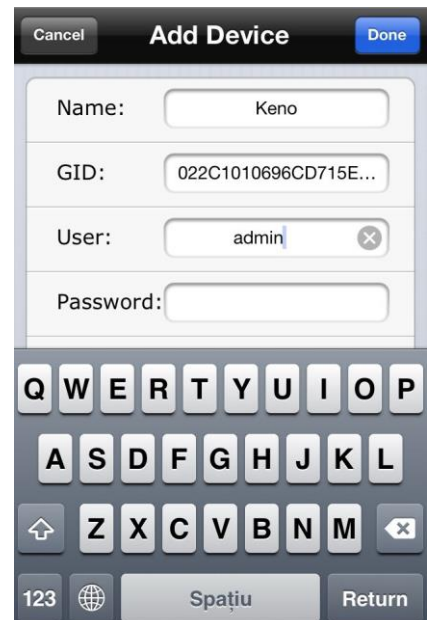 Cancel Add Device Done
Name: Keno
GID: 022C1010696CD715E...
User: admin
Password:
Q W E R T Y U I O P
A S D F G H J K L
Z X C V B N M
123 Spațiu Return